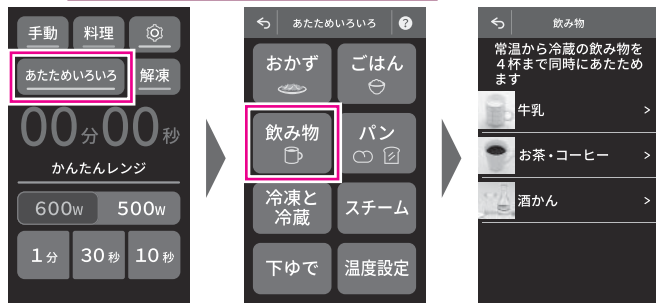 手動 料理
あたためいろいろ 解凍
00分00秒
かんたんレンジ
600W 500W
1分 30秒 10秒
あたためいろいろ ?
おかず ごはん
飲み物 パン
冷凍と
冷蔵
スチーム
下ゆで 温度設定
飲み物
常温から冷蔵の飲み物を
4杯まで同時にあたため
ます
牛乳 >
お茶・コーヒー >
酒かん >